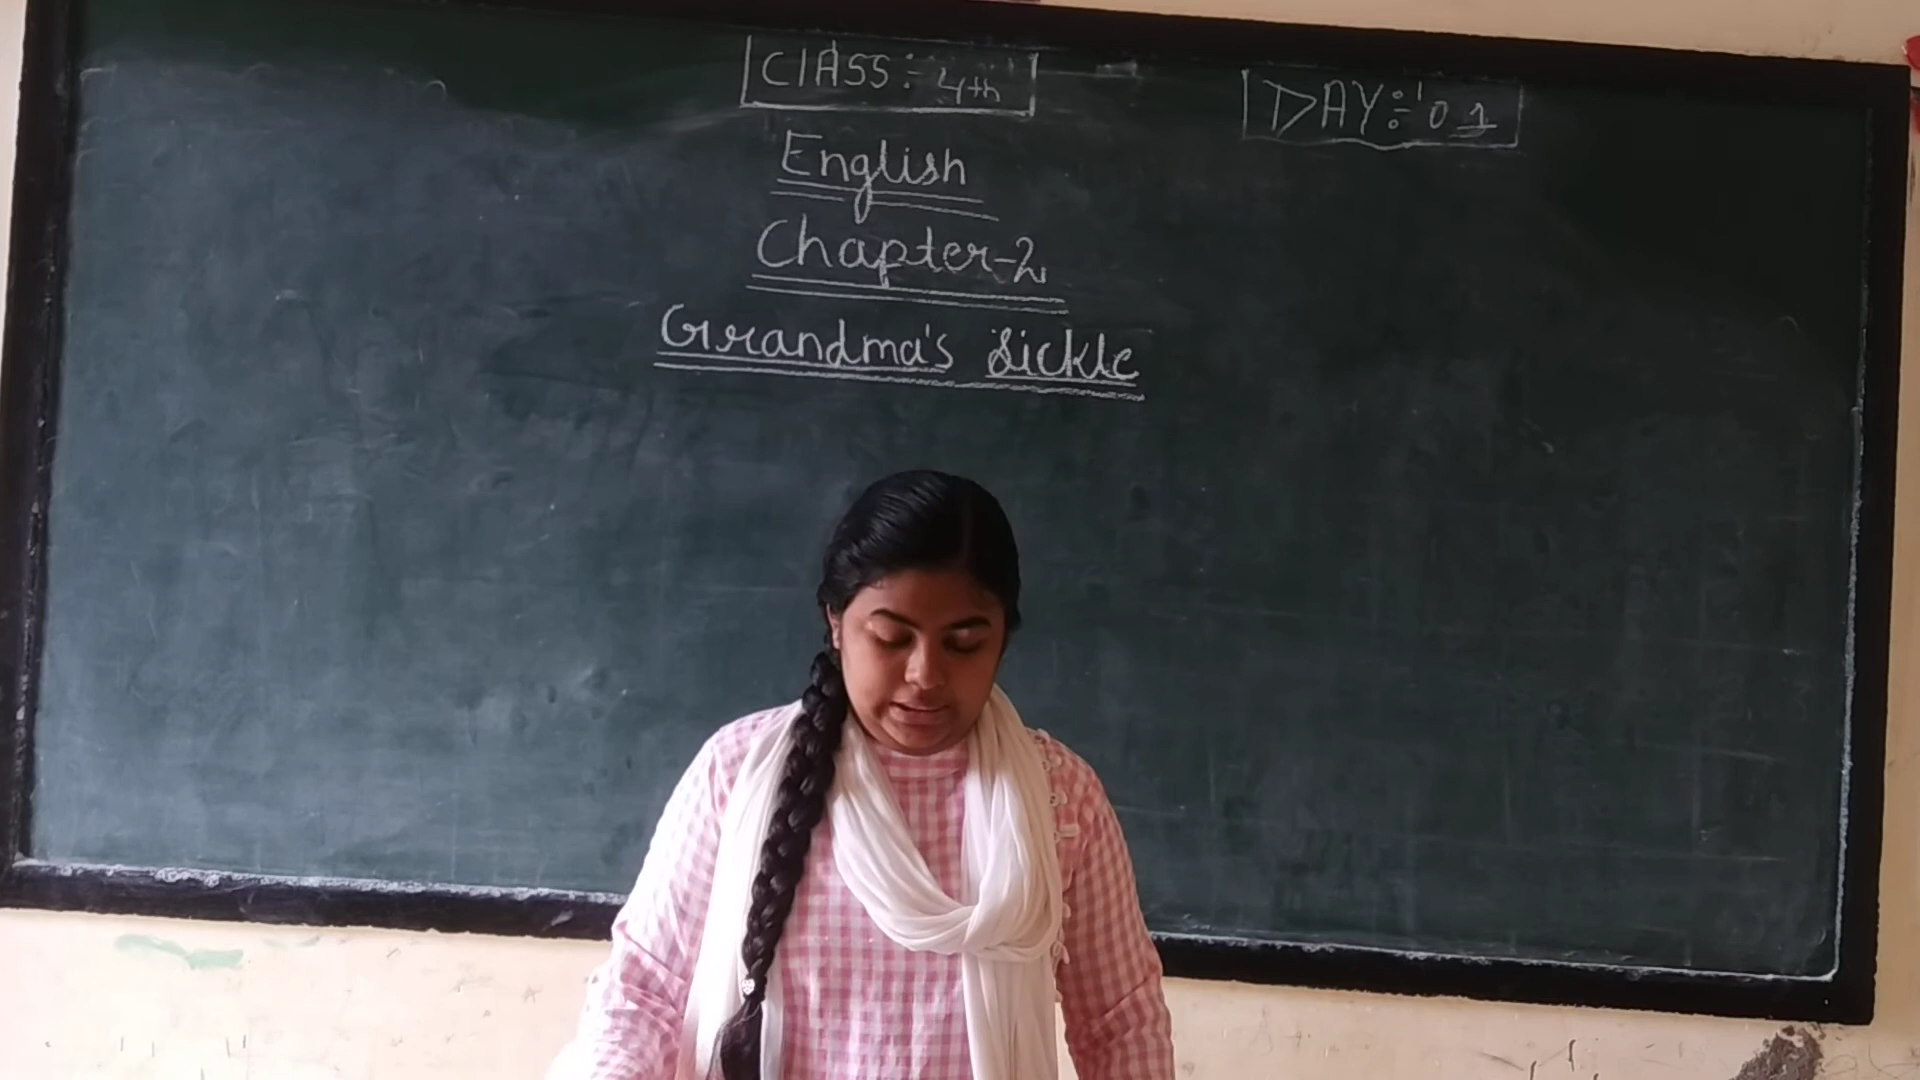 CLASS:- 4th
DAY:- 01
English
Chapter-2
Grandma's Sickle